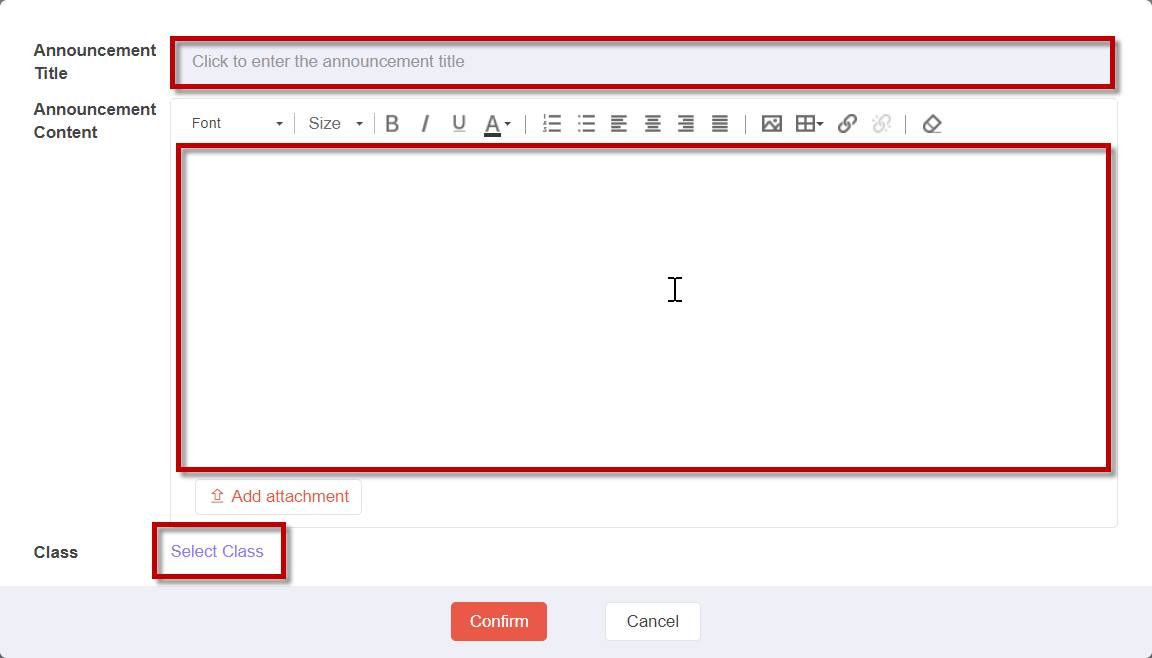 Announcement
Title
Click to enter the announcement title
Announcement
Content
Font Size B I U A
Add attachment
Class
Select Class
Confirm Cancel